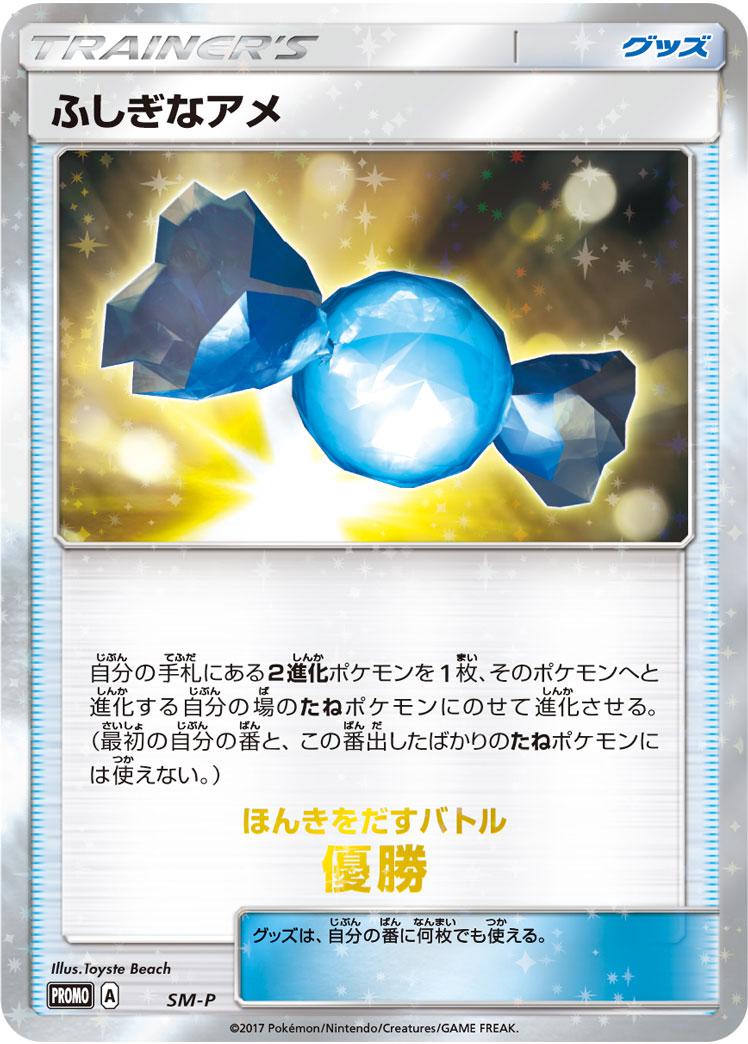 TRAINER'S
グッズ
ふしぎなアメ
自分の手札にある2進化ポケモンを1枚、そのポケモンへと
進化する自分の場のたねポケモンにのせて進化させる。
（最初の自分の番と、この番出したばかりのたねポケモンに
は使えない。）
ほんきをだすバトル
優勝
グッズは、自分の番に何枚でも使える。
Illus.Toyste Beach
PROMO A SM-P
©2017 Pokémon/Nintendo/Creatures/GAME FREAK.